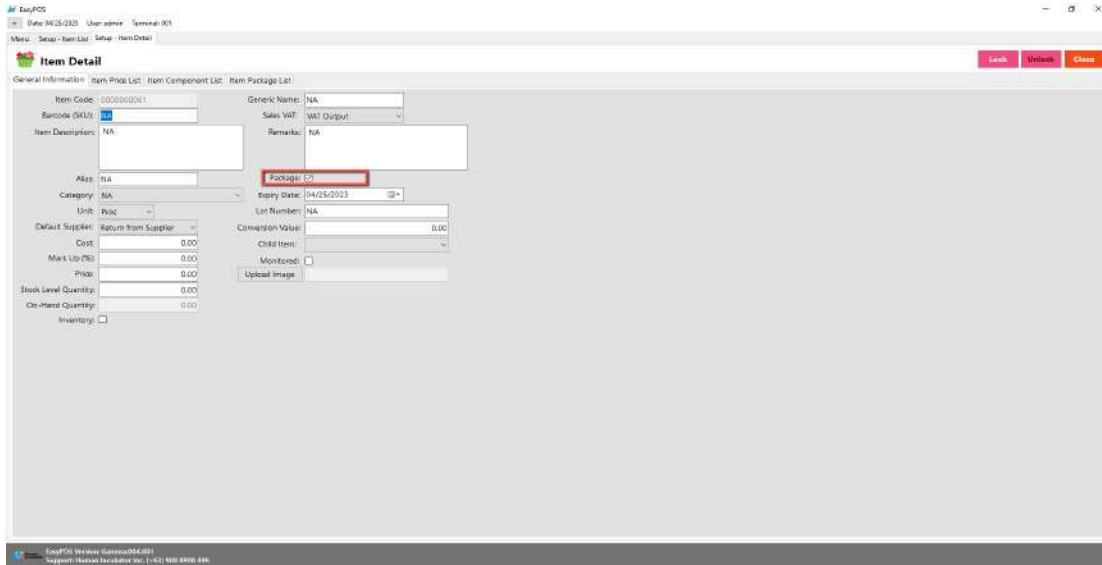 EasyPOS
Date: 04/25/2023 User: admin Terminal: 001
Menu Setup - Item List Setup - Item Detail
Item Detail
Lock Unlock Close
General Information Item Price List Item Component List Item Package List
Item Code: 0000000061 Generic Name: NA
Barcode (SKU): NA Sales VAT: VAT Output
Item Description: NA Remarks: NA
Alias: NA Package:
Category: NA Expiry Date: 04/25/2023
Unit: Lot Number: NA
Default Supplier: Return from Supplier Conversion Value: 0.00
Cost: 0.00 Child Item:
Mark Up (%): 0.00 Monitored:
Price: 0.00 Upload Image
Stock Level Quantity: 0.00
On-Hand Quantity: 0.00
Inventory:
EasyPOS Version: Gamma.004.001
Support: Human Incubator Inc.